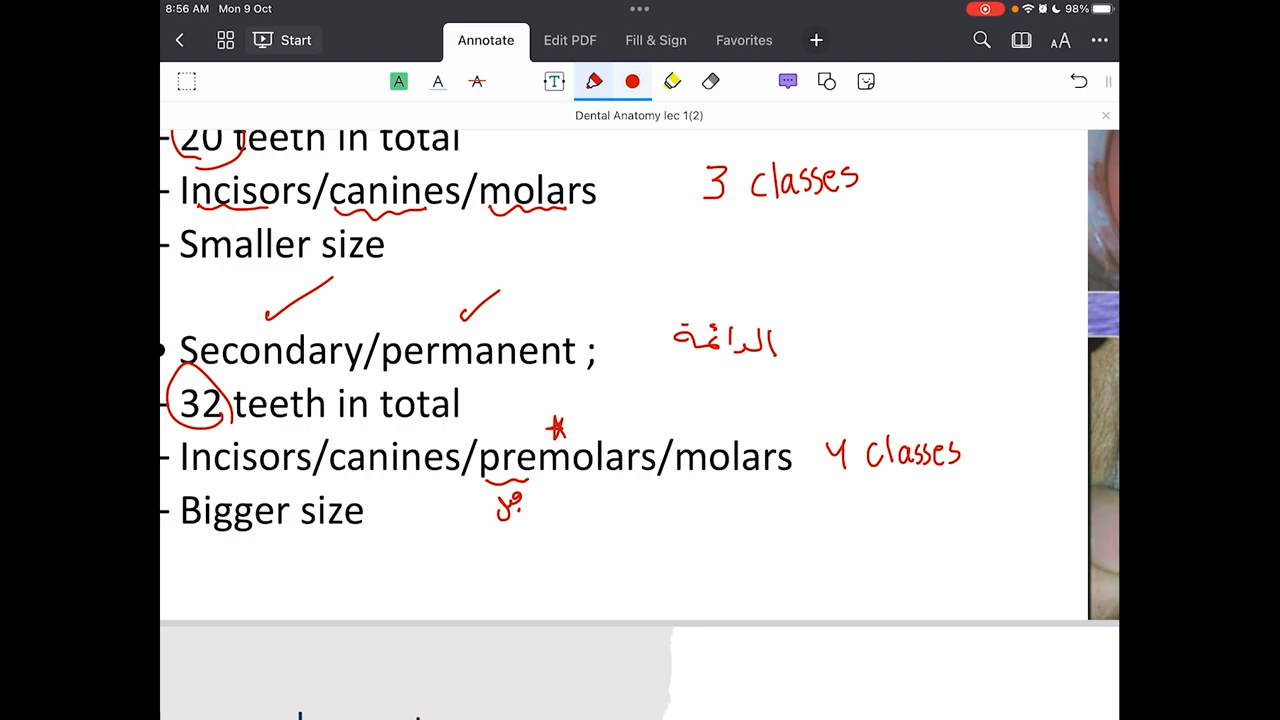 8:56 AM Mon 9 Oct 98%
Start Annotate Edit PDF Fill & Sign Favorites
Dental Anatomy lec 1(2)
- 20 teeth in total
- Incisors/canines/molars 3 classes
- Smaller size
• Secondary/permanent ; الدائمة
- 32 teeth in total
- Incisors/canines/premolars/molars 4 classes
قبل
- Bigger size